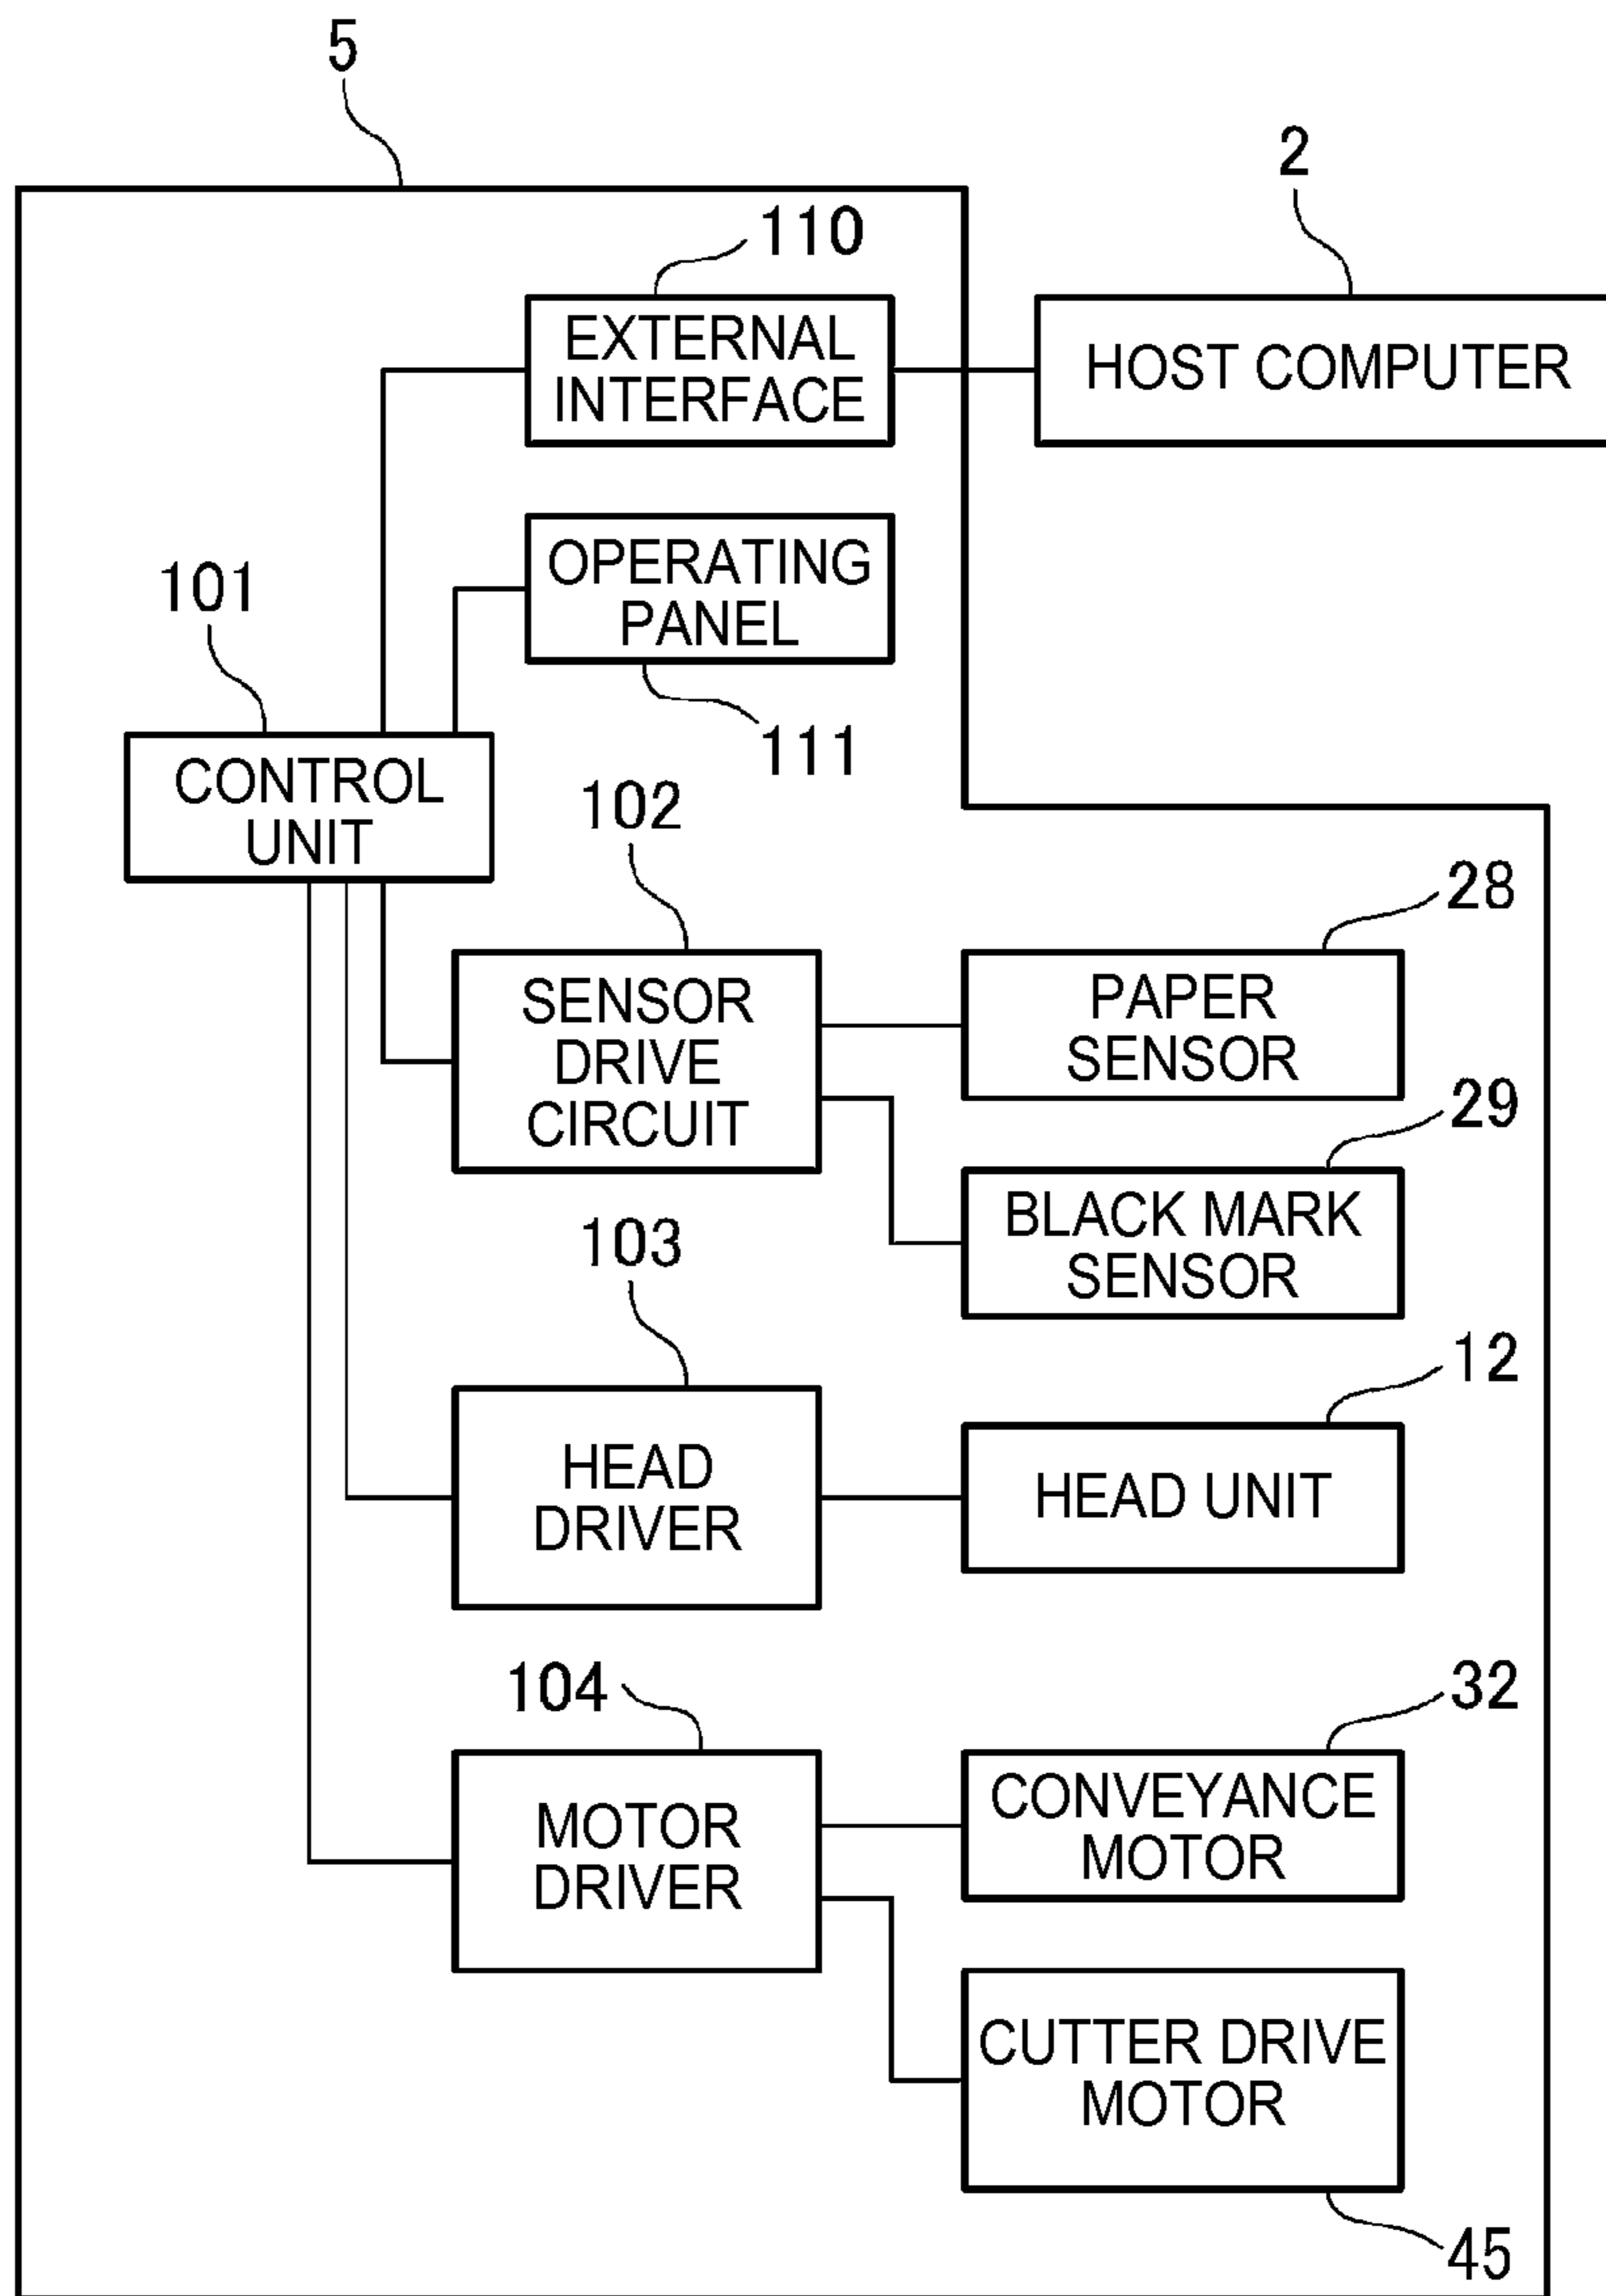 5
2
110
EXTERNAL
INTERFACE
HOST COMPUTER
OPERATING
PANEL
101
111
CONTROL
UNIT
102
28
SENSOR
DRIVE
CIRCUIT
PAPER
SENSOR
29
BLACK MARK
SENSOR
103
12
HEAD
DRIVER
HEAD UNIT
104
32
MOTOR
DRIVER
CONVEYANCE
MOTOR
CUTTER DRIVE
MOTOR
45